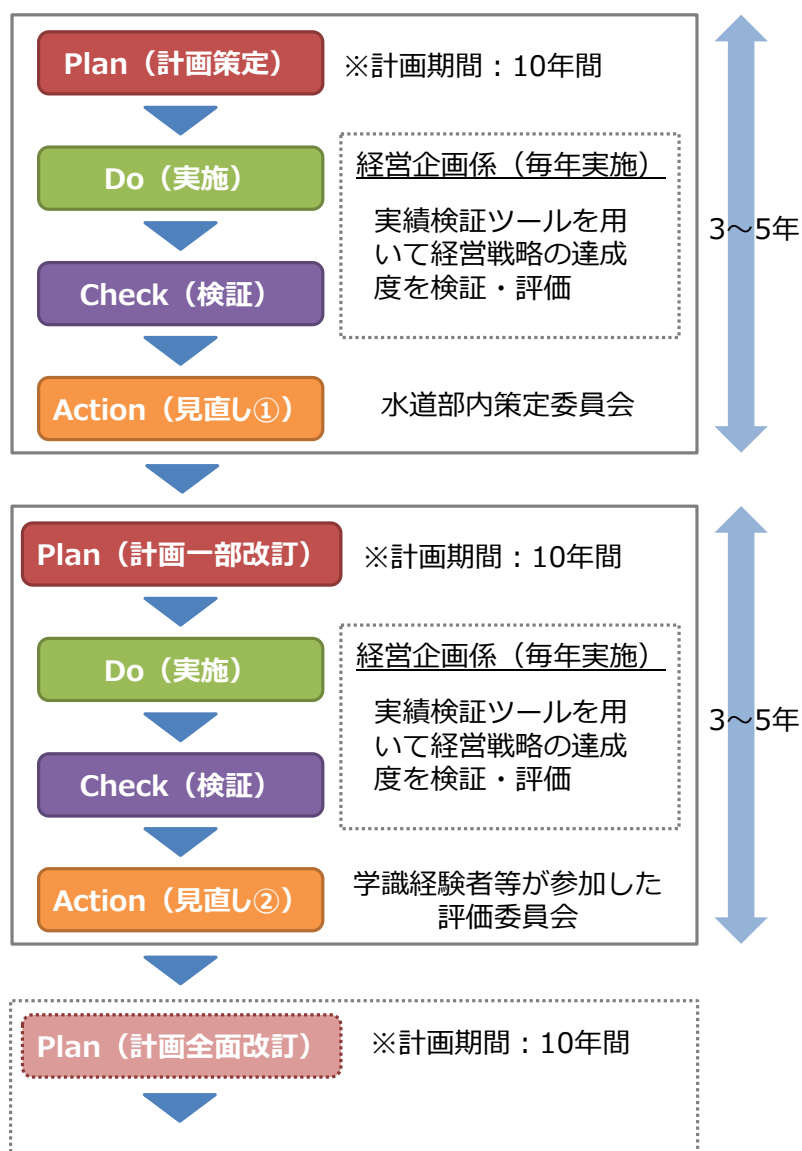 Plan（計画策定）
※計画期間：10年間
Do（実施）
経営企画係（毎年実施）
実績検証ツールを用
いて経営戦略の達成
度を検証・評価
3～5年
Check（検証）
Action（見直し①）
水道部内策定委員会
Plan（計画一部改訂）
※計画期間：10年間
Do（実施）
経営企画係（毎年実施）
実績検証ツールを用
いて経営戦略の達成
度を検証・評価
3～5年
Check（検証）
Action（見直し②）
学識経験者等が参加した
評価委員会
Plan（計画全面改訂）
※計画期間：10年間